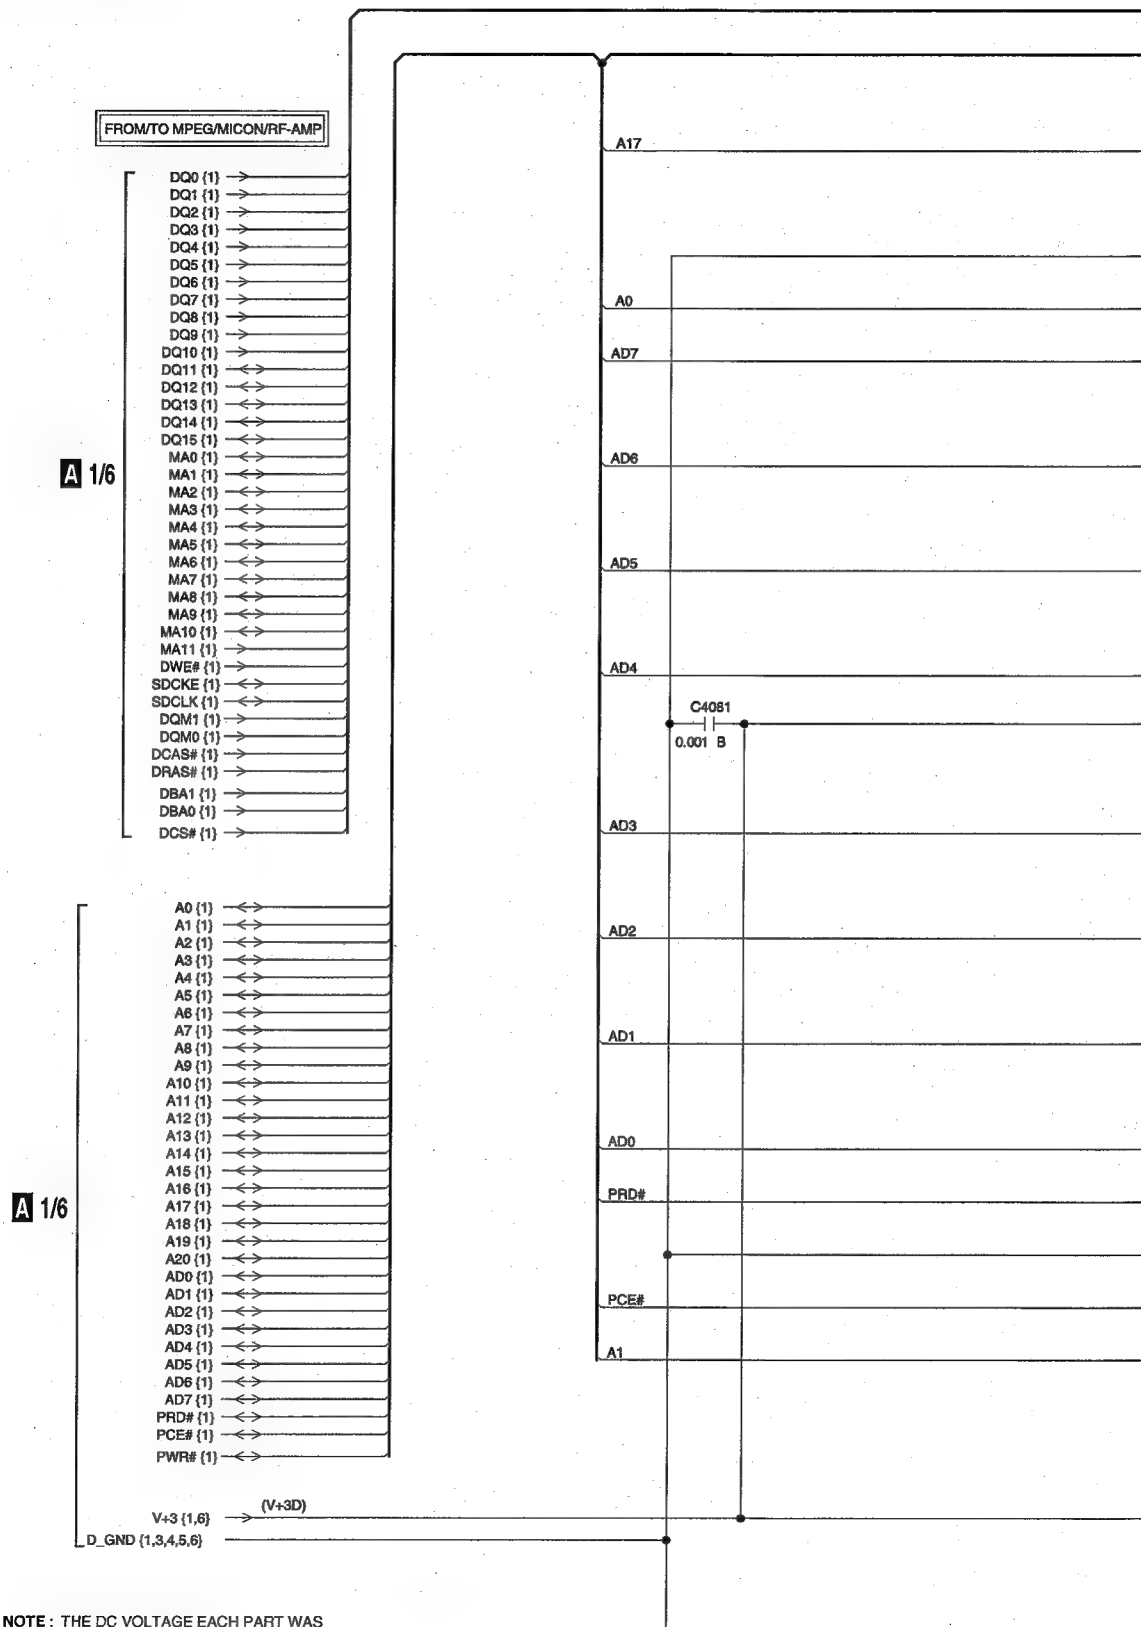 FROM/TO MPEG/MICON/RF-AMP
DQ0 {1}
DQ1 {1}
DQ2 {1}
DQ3 {1}
DQ4 {1}
DQ5 {1}
DQ6 {1}
DQ7 {1}
DQ8 {1}
DQ9 {1}
DQ10 {1}
DQ11 {1}
DQ12 {1}
DQ13 {1}
DQ14 {1}
DQ15 {1}
MA0 {1}
A 1/6
MA1 {1}
MA2 {1}
MA3 {1}
MA4 {1}
MA5 {1}
MA6 {1}
MA7 {1}
MA8 {1}
MA9 {1}
MA10 {1}
MA11 {1}
DWE# {1}
SDCKE {1}
SDCLK {1}
DQM1 {1}
DQM0 {1}
DCAS# {1}
DRAS# {1}
DBA1 {1}
DBA0 {1}
DCS# {1}
A0 {1}
A1 {1}
A2 {1}
A3 {1}
A4 {1}
A5 {1}
A6 {1}
A7 {1}
A8 {1}
A9 {1}
A10 {1}
A11 {1}
A12 {1}
A13 {1}
A14 {1}
A15 {1}
A16 {1}
A17 {1}
A 1/6
A18 {1}
A19 {1}
A20 {1}
AD0 {1}
AD1 {1}
AD2 {1}
AD3 {1}
AD4 {1}
AD5 {1}
AD6 {1}
AD7 {1}
PRD# {1}
PCE# {1}
PWR# {1}
V+3 {1,6}
(V+3D)
D_GND {1,3,4,5,6}
A17
A0
AD7
AD6
AD5
AD4
C4081
0.001 B
AD3
AD2
AD1
AD0
PRD#
PCE#
A1
NOTE : THE DC VOLTAGE EACH PART WAS